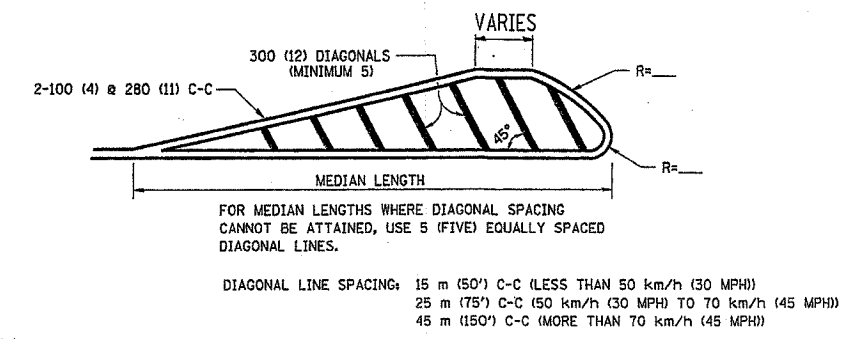 VARIES
300 (12) DIAGONALS
(MINIMUM 5)
R=___
2-100 (4) @ 280 (11) C-C
45°
R=___
MEDIAN LENGTH
FOR MEDIAN LENGTHS WHERE DIAGONAL SPACING
CANNOT BE ATTAINED, USE 5 (FIVE) EQUALLY SPACED
DIAGONAL LINES.
DIAGONAL LINE SPACING: 15 m (50') C-C (LESS THAN 50 km/h (30 MPH))
25 m (75') C-C (50 km/h (30 MPH) TO 70 km/h (45 MPH))
45 m (150') C-C (MORE THAN 70 km/h (45 MPH))